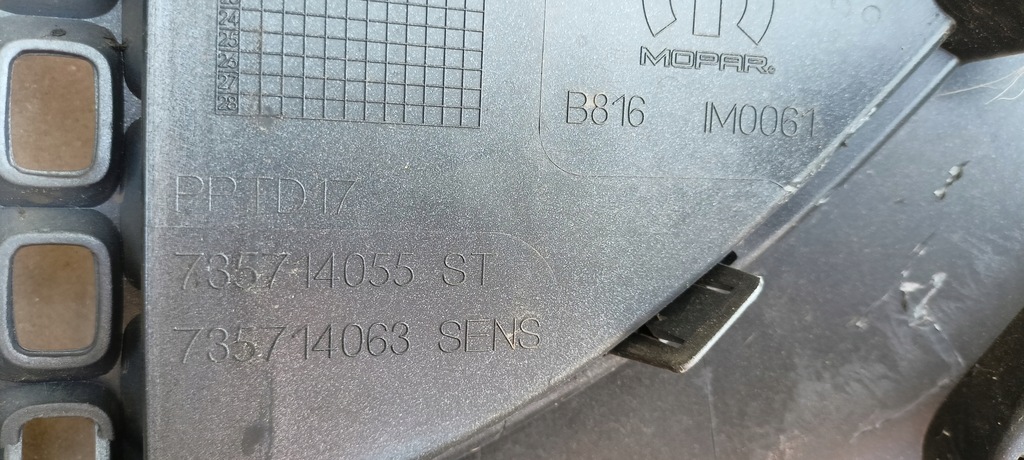 24
25
26
27
28
MOPAR®
B816 IM0061
PP TD17
735714055 ST
735714063 SENS